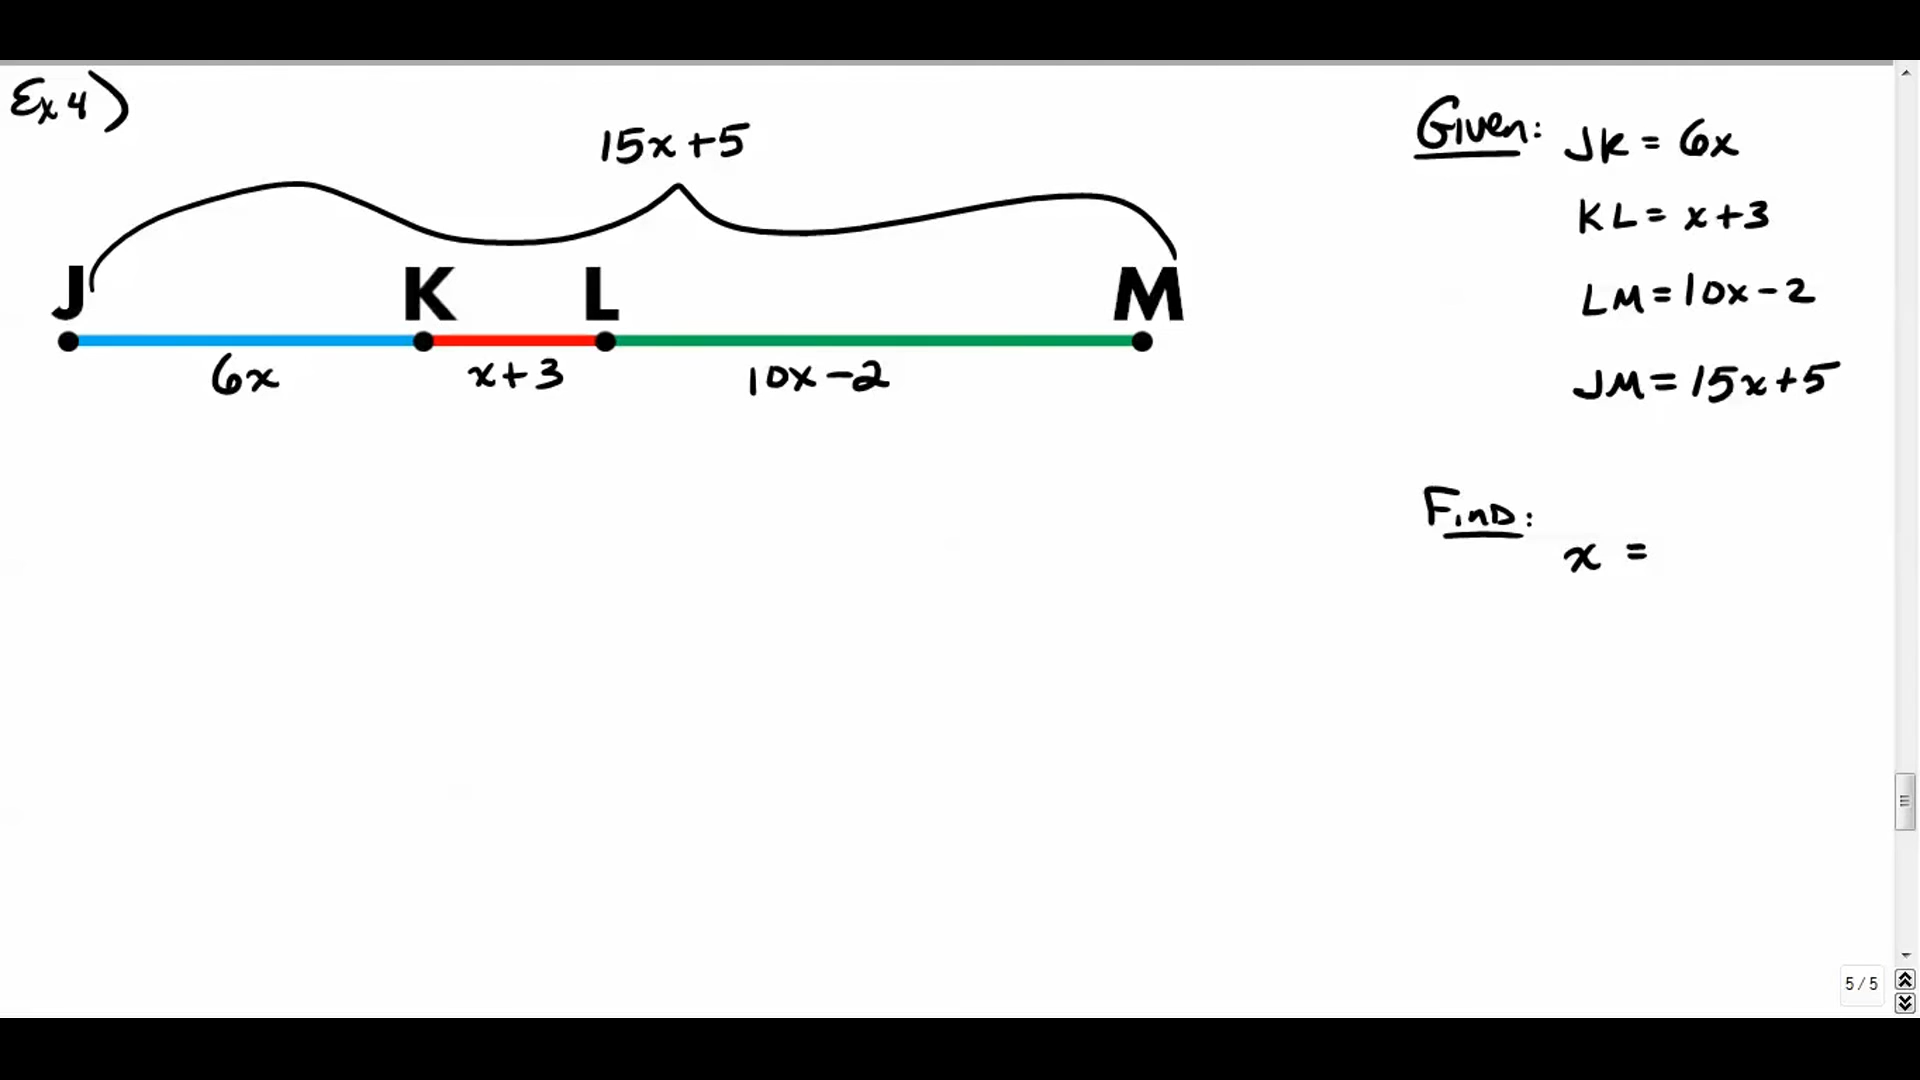 Ex 4)
15x+5
J K L M
6x x+3 10x-2
Given: JK = 6x
KL = x+3
LM = 10x-2
JM = 15x+5
Find:
x =
5/5